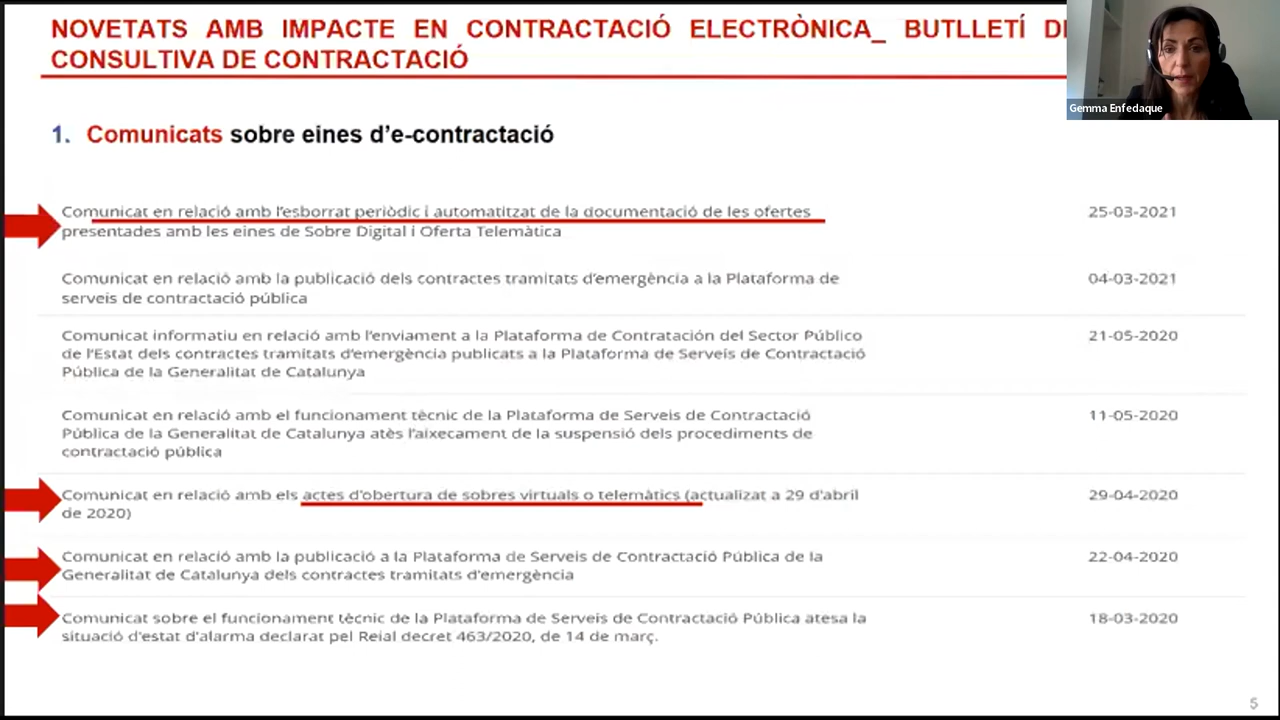 NOVETATS AMB IMPACTE EN CONTRACTACIÓ ELECTRÒNICA_ BUTLLETÍ
CONSULTIVA DE CONTRACTACIÓ
Gemma Enfedaque
1. Comunicats sobre eines d'e-contractació
Comunicat en relació amb l'esborrat periòdic i automatitzat de la documentació de les ofertes 25-03-2021
presentades amb les eines de Sobre Digital i Oferta Telemàtica
Comunicat en relació amb la publicació dels contractes tramitats d'emergència a la Plataforma de 04-03-2021
serveis de contractació pública
Comunicat informatiu en relació amb l'enviament a la Plataforma de Contratación del Sector Público 21-05-2020
de l'Estat dels contractes tramitats d'emergència publicats a la Plataforma de Serveis de Contractació
Pública de la Generalitat de Catalunya
Comunicat en relació amb el funcionament tècnic de la Plataforma de Serveis de Contractació 11-05-2020
Pública de la Generalitat de Catalunya atès l'aixecament de la suspensió dels procediments de
contractació pública
Comunicat en relació amb els actes d'obertura de sobres virtuals o telemàtics (actualitzat a 29 d'abril 29-04-2020
de 2020)
Comunicat en relació amb la publicació a la Plataforma de Serveis de Contractació Pública de la 22-04-2020
Generalitat de Catalunya dels contractes tramitats d'emergència
Comunicat sobre el funcionament tècnic de la Plataforma de Serveis de Contractació Pública atesa la 18-03-2020
situació d'estat d'alarma declarat pel Reial decret 463/2020, de 14 de març.
5